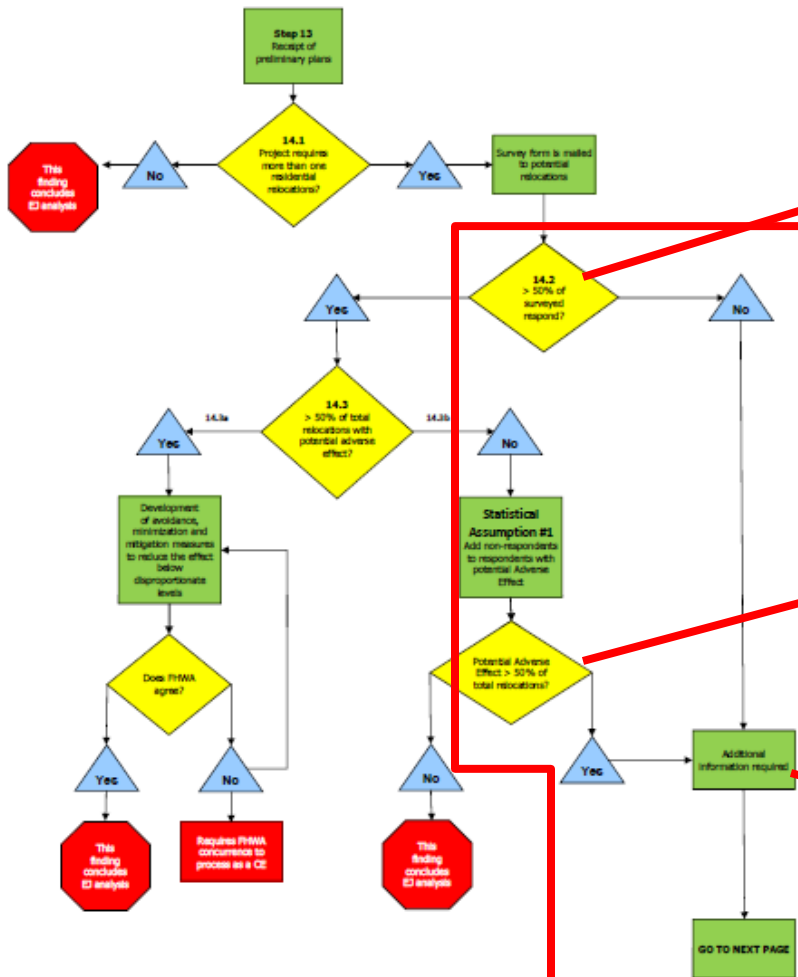 Step 13
Receipt of
preliminary plans
14.1
Project requires
more than one
residential
relocations?
No
Yes
This
finding
concludes
EJ analysis
Survey form is mailed
to potential
relocations
14.2
> 50% of
surveyed
respond?
Yes
No
14.3
> 50% of total
relocations with
potential adverse
effect?
14.3a
14.3b
Yes
No
Development
of avoidance,
minimization and
mitigation measures
to reduce the effect
below
disproportionate
levels
Statistical
Assumption #1
Add non-respondents
to respondents with
potential Adverse
Effect
Does FHWA
agree?
Potential Adverse
Effect > 50% of
total relocations?
Yes
No
No
Yes
Additional
information required
This
finding
concludes
EJ analysis
Requires FHWA
concurrence to
process as a CE
This
finding
concludes
EJ analysis
GO TO NEXT PAGE